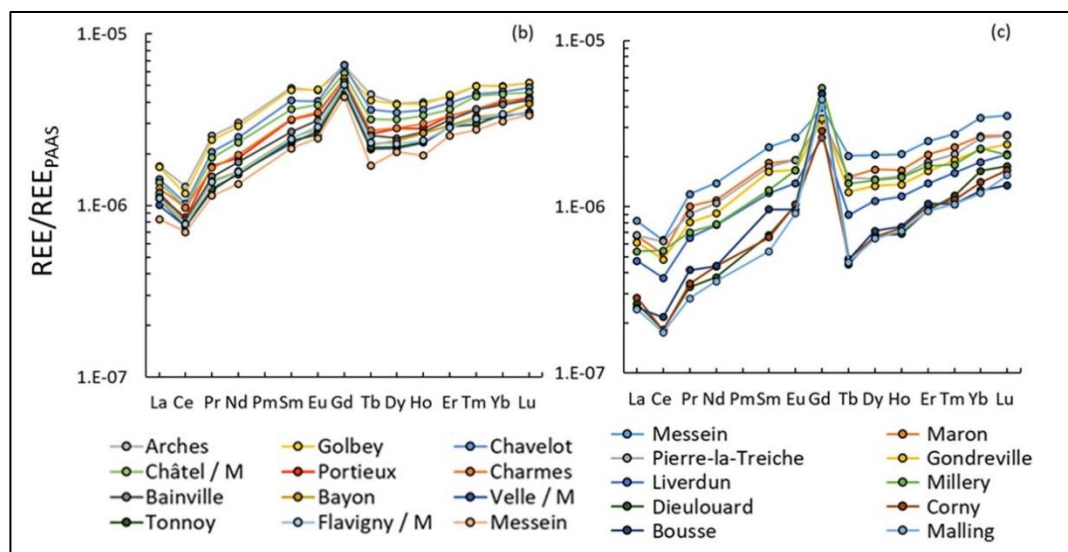 (b)
(c)
REE/REE_PAAS
1.E-05
1.E-06
1.E-07
1.E-05
1.E-06
1.E-07
La Ce Pr Nd Pm Sm Eu Gd Tb Dy Ho Er Tm Yb Lu
La Ce Pr Nd Pm Sm Eu Gd Tb Dy Ho Er Tm Yb Lu
Arches Golbey Chavelot
Châtel / M Portieux Charmes
Bainville Bayon Velle / M
Tonnoy Flavigny / M Messein
Messein Maron
Pierre-la-Treiche Gondreville
Liverdun Millery
Dieulouard Corny
Bousse Malling